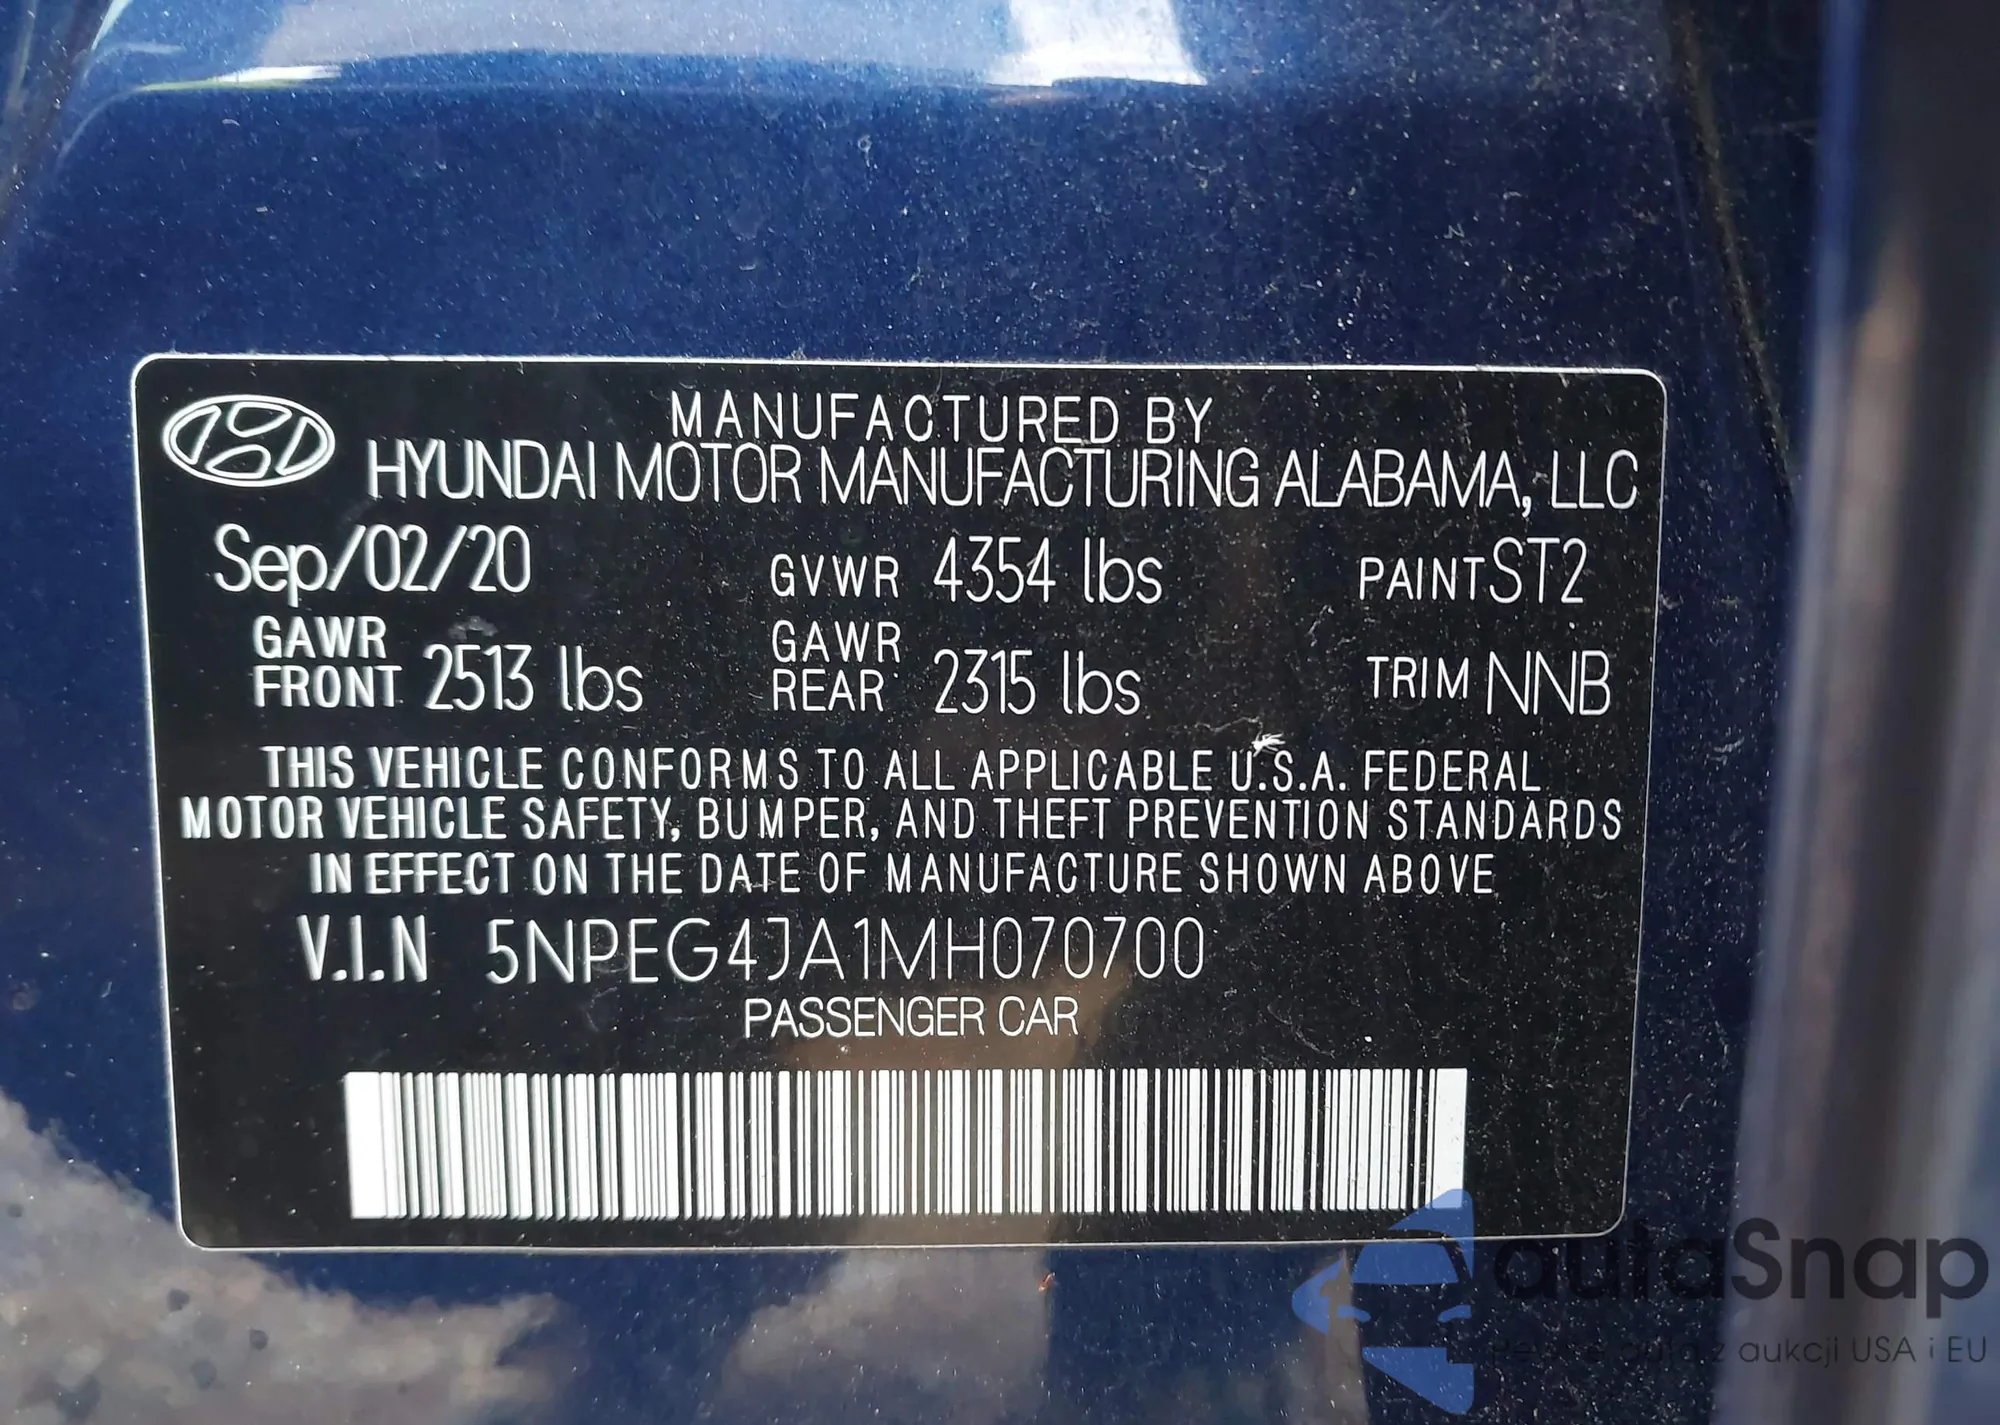 MANUFACTURED BY
HYUNDAI MOTOR MANUFACTURING ALABAMA, LLC
Sep/02/20 GVWR 4354 lbs PAINT ST2
GAWR FRONT 2513 lbs GAWR REAR 2315 lbs TRIM NNB
THIS VEHICLE CONFORMS TO ALL APPLICABLE U.S.A. FEDERAL
MOTOR VEHICLE SAFETY, BUMPER, AND THEFT PREVENTION STANDARDS
IN EFFECT ON THE DATE OF MANUFACTURE SHOWN ABOVE
V.I.N 5NPEG4JA1MH070700
PASSENGER CAR
autaSnap
auta z aukcji USA i EU